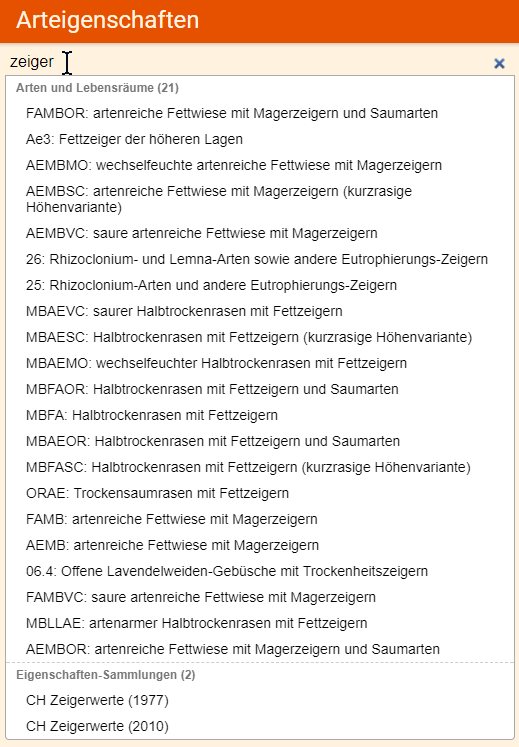 Arteigenschaften
zeiger
Arten und Lebensräume (21)
FAMBOR: artenreiche Fettwiese mit Magerzeigern und Saumarten
Ae3: Fettzeiger der höheren Lagen
AEMBMO: wechselfeuchte artenreiche Fettwiese mit Magerzeigern
AEMBSC: artenreiche Fettwiese mit Magerzeigern (kurzrasige
Höhenvariante)
AEMBVC: saure artenreiche Fettwiese mit Magerzeigern
26: Rhizoclonium- und Lemna-Arten sowie andere Eutrophierungs-Zeigern
25: Rhizoclonium-Arten und andere Eutrophierungs-Zeigern
MBAEVC: saurer Halbtrockenrasen mit Fettzeigern
MBAESC: Halbtrockenrasen mit Fettzeigern (kurzrasige Höhenvariante)
MBAEMO: wechselfeuchter Halbtrockenrasen mit Fettzeigern
MBFAOR: Halbtrockenrasen mit Fettzeigern und Saumarten
MBFA: Halbtrockenrasen mit Fettzeigern
MBAEOR: Halbtrockenrasen mit Fettzeigern und Saumarten
MBFASC: Halbtrockenrasen mit Fettzeigern (kurzrasige Höhenvariante)
ORAE: Trockensaumrasen mit Fettzeigern
FAMB: artenreiche Fettwiese mit Magerzeigern
AEMB: artenreiche Fettwiese mit Magerzeigern
06.4: Offene Lavendelweiden-Gebüsche mit Trockenheitszeigern
FAMBVC: saure artenreiche Fettwiese mit Magerzeigern
MBLLAE: artenarmer Halbtrockenrasen mit Fettzeigern
AEMBOR: artenreiche Fettwiese mit Magerzeigern und Saumarten
Eigenschaften-Sammlungen (2)
CH Zeigerwerte (1977)
CH Zeigerwerte (2010)